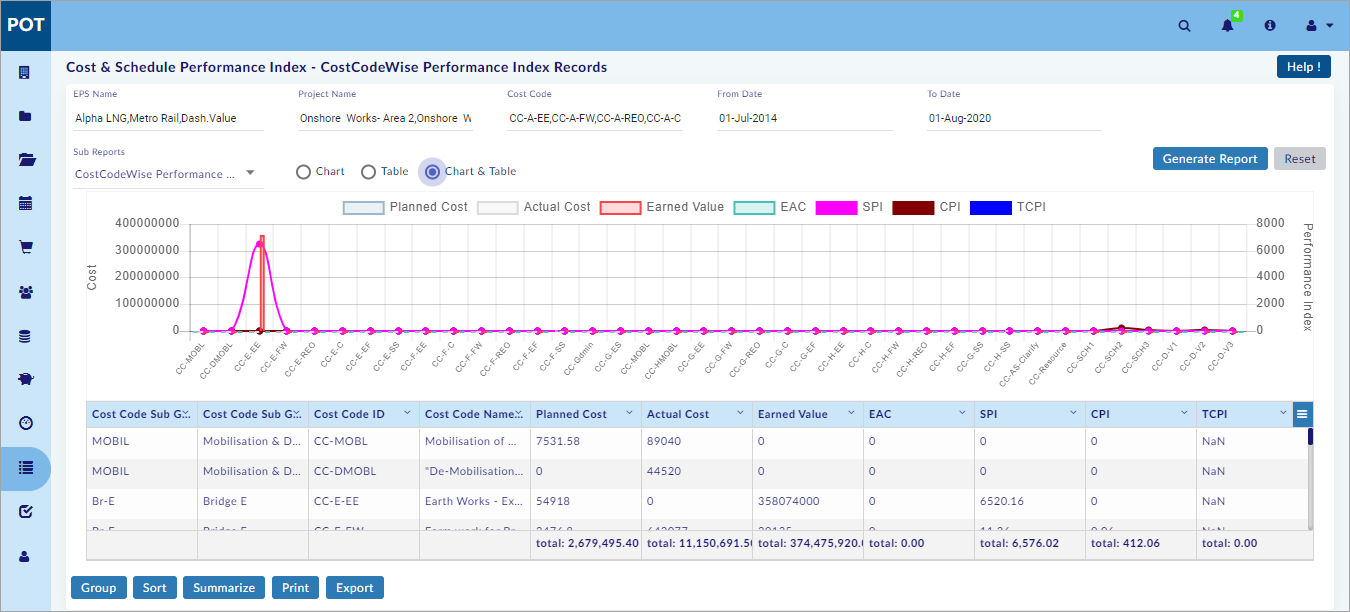 POT
4
Cost & Schedule Performance Index - CostCodeWise Performance Index Records
Help !
EPS Name
Project Name
Cost Code
From Date
To Date
Alpha LNG,Metro Rail,Dash.Value
Onshore Works- Area 2,Onshore W
CC-A-EE,CC-A-FW,CC-A-REO,CC-A-C
01-Jul-2014
01-Aug-2020
Sub Reports
CostCodeWise Performance ...
Chart
Table
Chart & Table
Generate Report
Reset
Planned Cost
Actual Cost
Earned Value
EAC
SPI
CPI
TCPI
Cost
400000000
300000000
200000000
100000000
0
8000
6000
4000
2000
0
Performance Index
CC-MOBL
CC-DMOBL
CC-E-EE
CC-E-FW
CC-E-REO
CC-E-C
CC-E-EF
CC-E-SS
CC-F-EE
CC-F-C
CC-F-FW
CC-F-REO
CC-F-EF
CC-F-SS
CC-Gdmin
CC-G-ES
CC-MOBL
CC-HMOBL
CC-G-EE
CC-G-FW
CC-G-REO
CC-G-C
CC-G-EF
CC-H-EE
CC-H-C
CC-H-FW
CC-H-REO
CC-H-EF
CC-G-SS
CC-H-SS
CC-AS-Clarify
CC-Resource
CC-SCH1
CC-SCH2
CC-SCH3
CC-D-V1
CC-D-V2
CC-D-V3
Cost Code Sub G... Cost Code Sub G... Cost Code ID Cost Code Name... Planned Cost Actual Cost Earned Value EAC SPI CPI TCPI
MOBIL Mobilisation & D... CC-MOBL Mobilisation of ... 7531.58 89040 0 0 0 0 NaN
MOBIL Mobilisation & D... CC-DMOBL "De-Mobilisation... 0 44520 0 0 0 0 NaN
Br-E Bridge E CC-E-EE Earth Works - Ex... 54918 0 358074000 0 6520.16 0 NaN
Br-E Bridge E CC-E-FW
total: 2,679,495.40 total: 11,150,691.50 total: 374,475,920.0 total: 0.00 total: 6,576.02 total: 412.06 total: 0.00
Group
Sort
Summarize
Print
Export